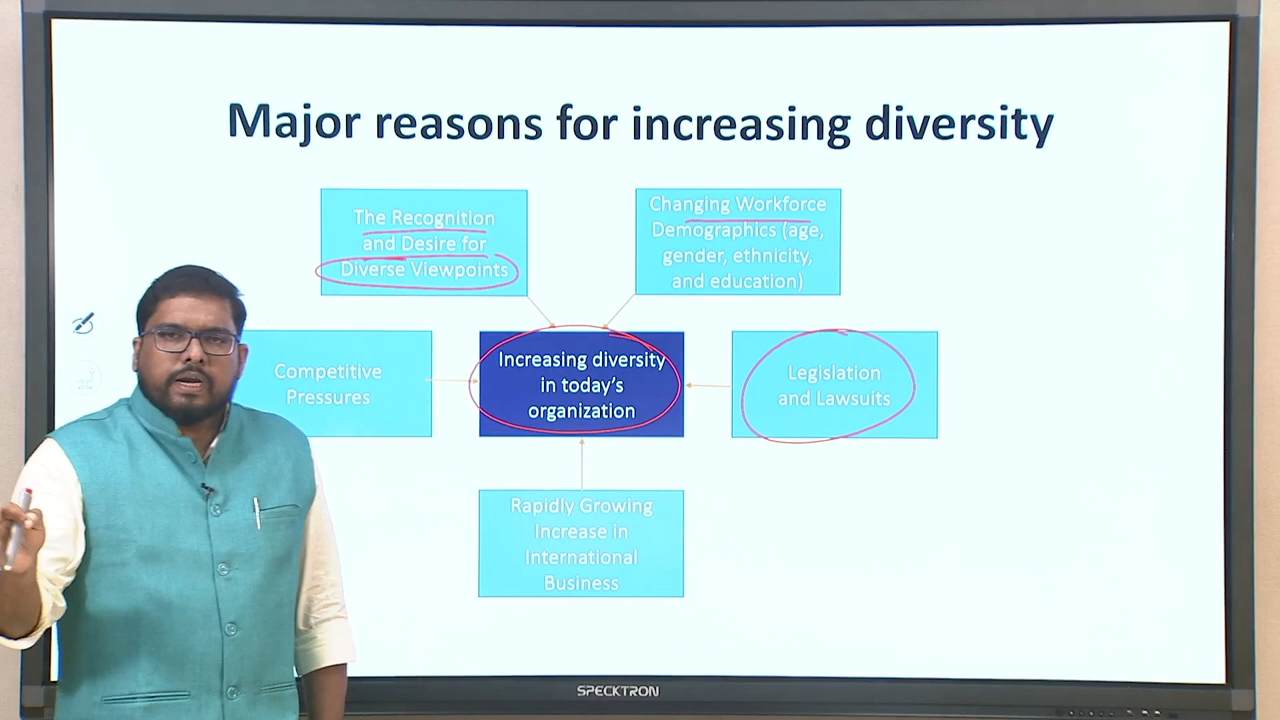 Major reasons for increasing diversity
The Recognition
and Desire for
Diverse Viewpoints
Changing Workforce
Demographics (age,
gender, ethnicity,
and education)
Competitive
Pressures
Increasing diversity
in today's
organization
Legislation
and Lawsuits
Rapidly Growing
Increase in
International
Business
SPECKTRON